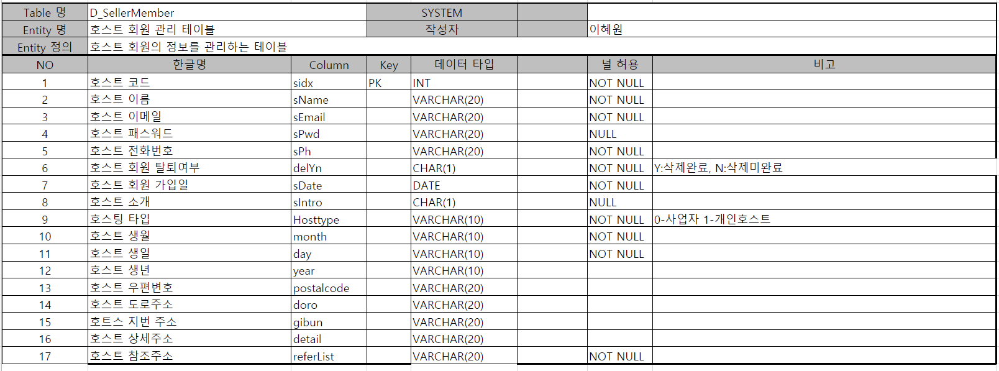 Table 명 D_SellerMember SYSTEM
Entity 명 호스트 회원 관리 테이블 작성자 이혜원
Entity 정의 호스트 회원의 정보를 관리하는 테이블
NO 한글명 Column Key 데이터 타입 널 허용 비고
1 호스트 코드 sidx PK INT NOT NULL
2 호스트 이름 sName VARCHAR(20) NOT NULL
3 호스트 이메일 sEmail VARCHAR(20) NOT NULL
4 호스트 패스워드 sPwd VARCHAR(20) NULL
5 호스트 전화번호 sPh VARCHAR(20) NOT NULL
6 호스트 회원 탈퇴여부 delYn CHAR(1) NOT NULL Y:삭제완료, N:삭제미완료
7 호스트 회원 가입일 sDate DATE NOT NULL
8 호스트 소개 sIntro CHAR(1) NULL
9 호스팅 타입 Hosttype VARCHAR(10) NOT NULL 0-사업자 1-개인호스트
10 호스트 생월 month VARCHAR(10) NOT NULL
11 호스트 생일 day VARCHAR(10) NOT NULL
12 호스트 생년 year VARCHAR(10)
13 호스트 우편변호 postalcode VARCHAR(20)
14 호스트 도로주소 doro VARCHAR(20)
15 호트스 지번 주소 gibun VARCHAR(20)
16 호스트 상세주소 detail VARCHAR(20)
17 호스트 참조주소 referList VARCHAR(20) NOT NULL